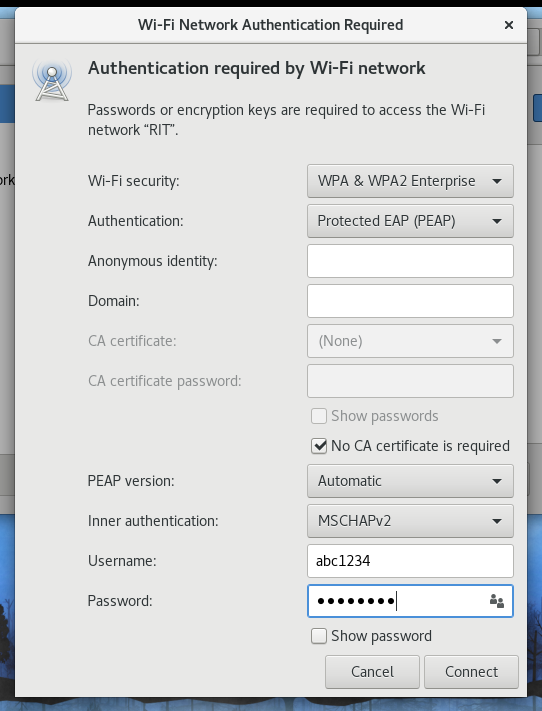 Wi-Fi Network Authentication Required
Authentication required by Wi-Fi network
Passwords or encryption keys are required to access the Wi-Fi
network “RIT”.
Wi-Fi security: WPA & WPA2 Enterprise
Authentication: Protected EAP (PEAP)
Anonymous identity:
Domain:
CA certificate: (None)
CA certificate password:
Show passwords
No CA certificate is required
PEAP version: Automatic
Inner authentication: MSCHAPv2
Username: abc1234
Password: ••••••••
Show password
Cancel Connect